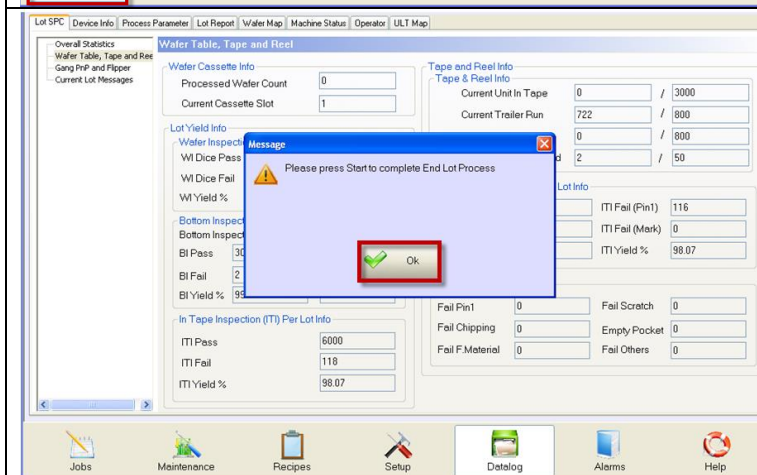 Lot SPC Device Info Process Parameter Lot Report Wafer Map Machine Status Operator ULT Map
Overall Statistics
Wafer Table, Tape and Ree
Gang PnP and Flipper
Current Lot Messages
Wafer Table, Tape and Reel
Wafer Cassette Info
Processed Wafer Count 0
Current Cassette Slot 1
Lot Yield Info
Wafer Inspecti
WI Dice Pass
WI Dice Fail
WI Yield %
Bottom Inspect
Bottom Inspect
BI Pass 30
BI Fail 2
BI Yield % 99
In Tape Inspection (ITI) Per Lot Info
ITI Pass 6000
ITI Fail 118
ITI Yield % 98.07
Message
Please press Start to complete End Lot Process
Ok
Tape and Reel Info
Tape & Reel Info
Current Unit In Tape 0 / 3000
Current Trailer Run 722 / 800
0 / 800
d 2 / 50
Lot Info
ITI Fail (Pin1) 116
ITI Fail (Mark) 0
ITI Yield % 98.07
Fail Pin1 0 Fail Scratch 0
Fail Chipping 0 Empty Pocket 0
Fail F.Material 0 Fail Others 0
Jobs Maintenance Recipes Setup Datalog Alarms Help